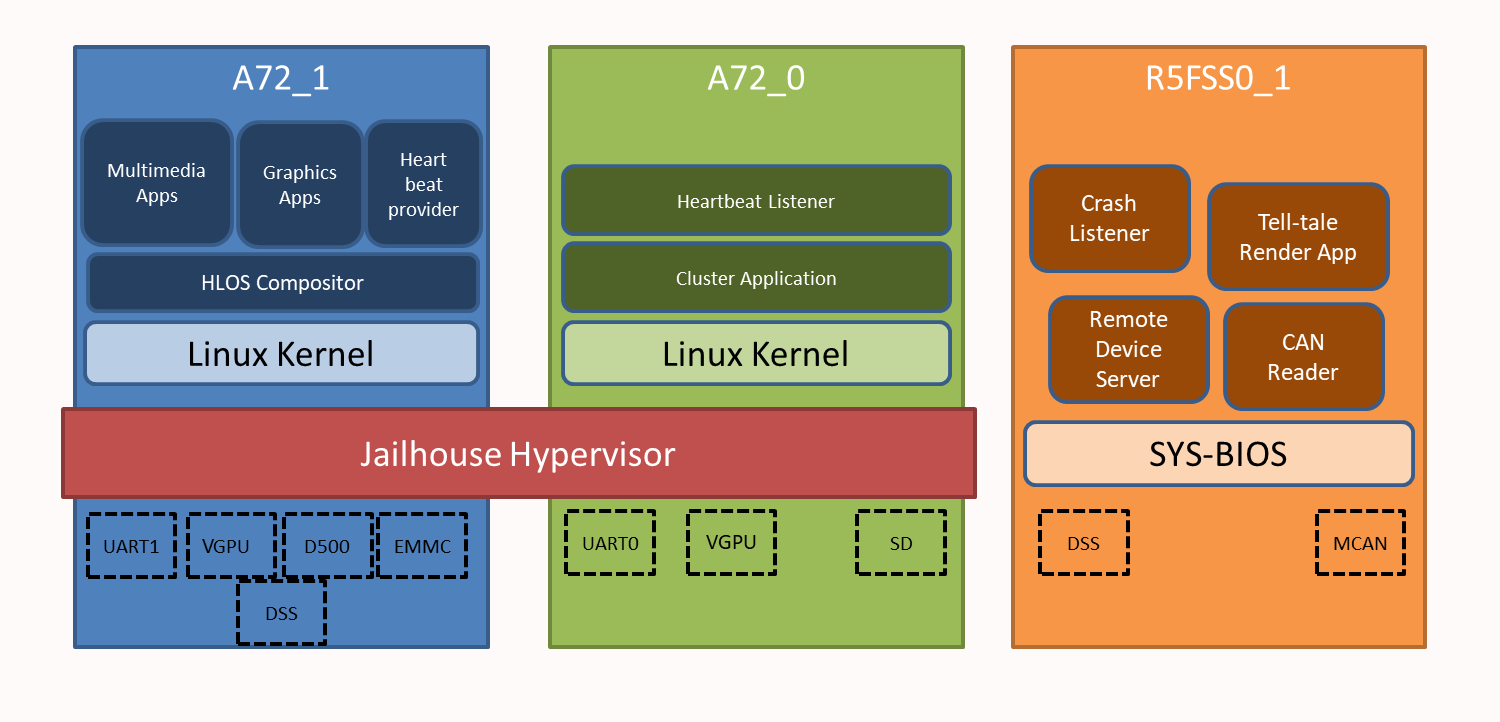 A72_1
Multimedia
Apps
Graphics
Apps
Heart
beat
provider
HLOS Compositor
Linux Kernel
A72_0
Heartbeat Listener
Cluster Application
Linux Kernel
Jailhouse Hypervisor
UART1
VGPU
D500
EMMC
DSS
UART0
VGPU
SD
R5FSS0_1
Crash
Listener
Tell-tale
Render App
Remote
Device
Server
CAN
Reader
SYS-BIOS
DSS
MCAN